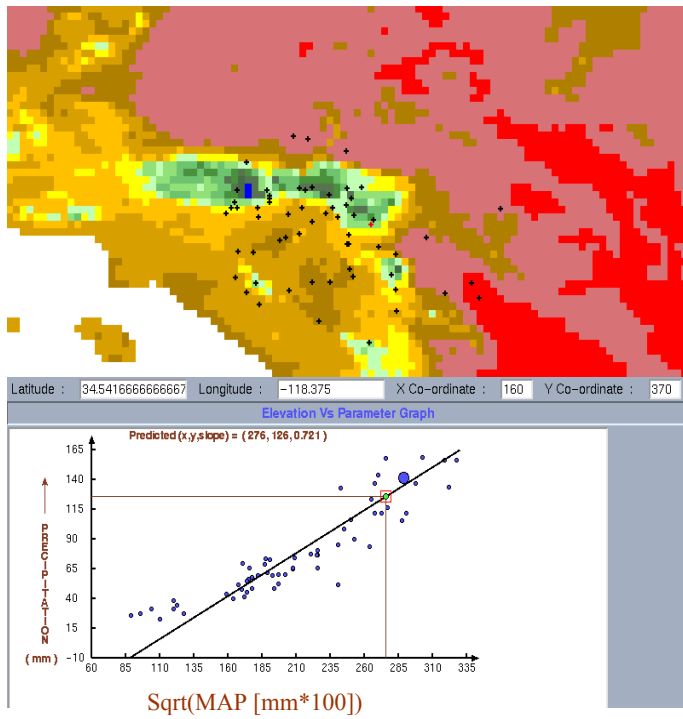 Latitude : 34.5416666666667 Longitude : -118.375 X Co-ordinate : 160 Y Co-ordinate : 370
Elevation Vs Parameter Graph
Predicted (x,y,slope) = ( 276, 126, 0.721 )
165
140
115
90
65
40
15
-10
PRECIPITATION
( mm )
60 85 110 135 160 185 210 235 260 285 310 335
Sqrt(MAP [mm*100])